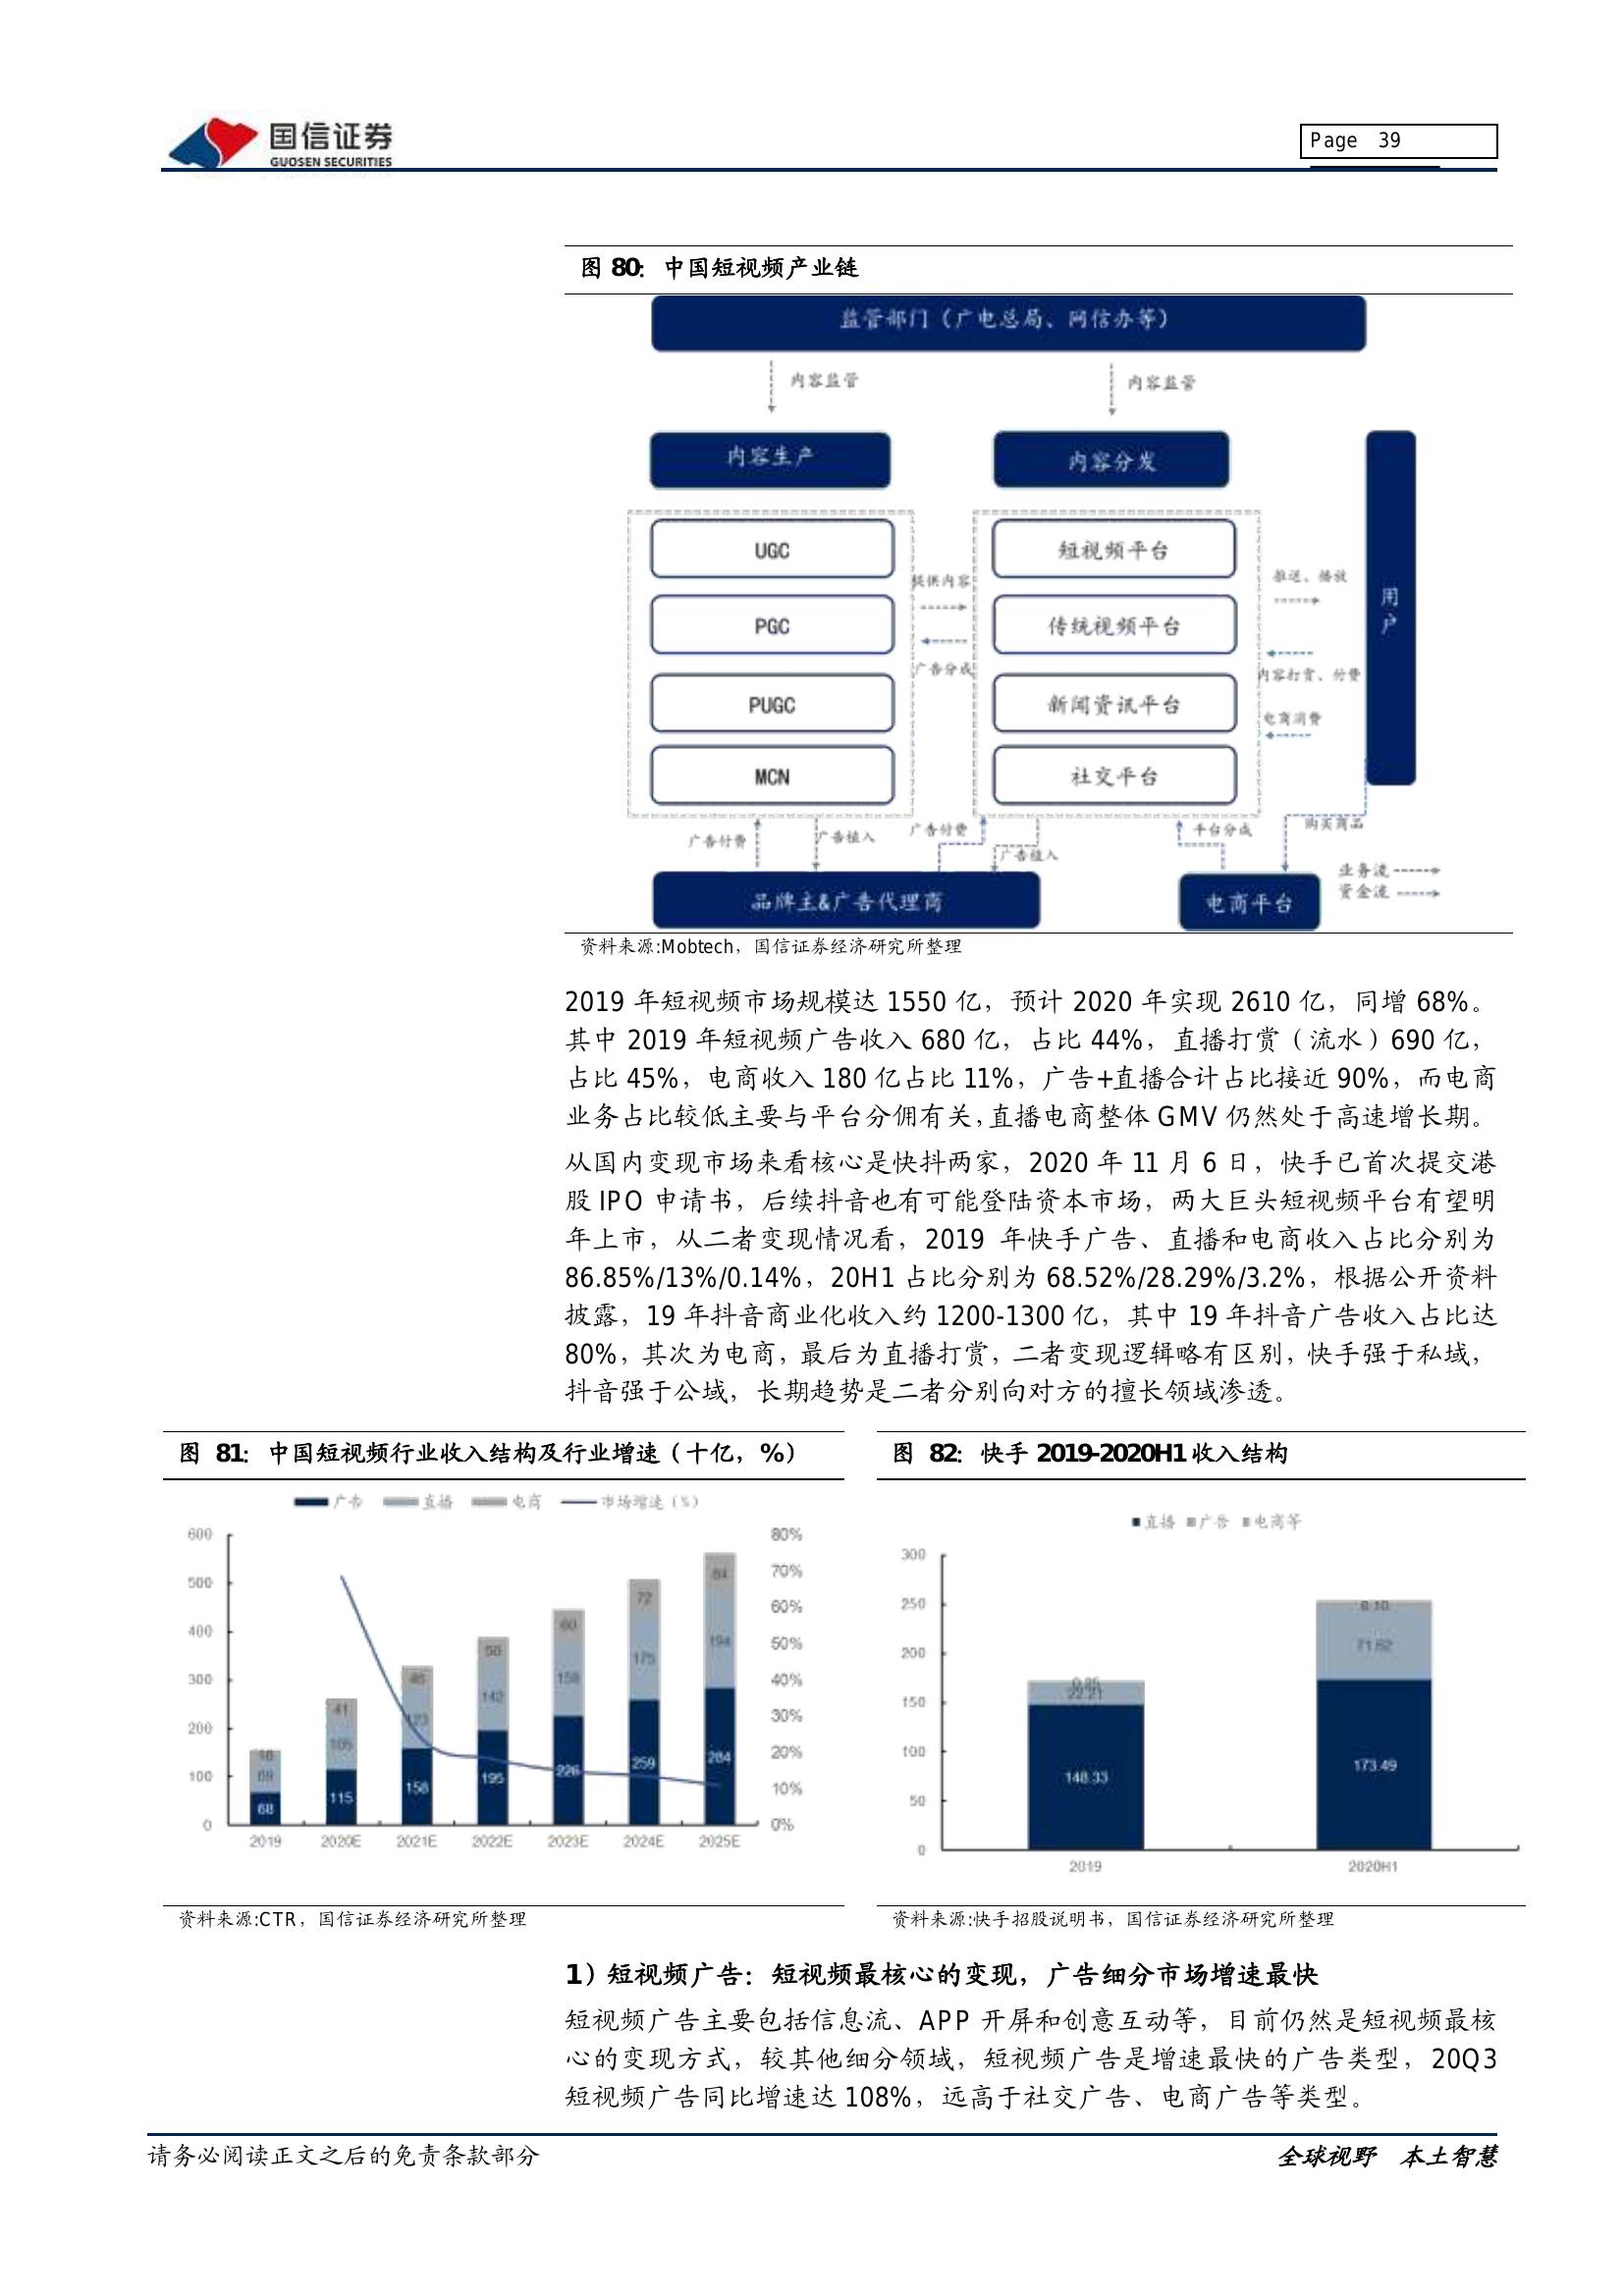 国信证券
GUOSEN SECURITIES
Page 39
图 80：中国短视频产业链
监管部门（广电总局、网信办等）
内容监管
内容监管
内容生产
内容分发
用户
UGC
PGC
PUGC
MCN
提供内容
广告分成
短视频平台
传统视频平台
新闻资讯平台
社交平台
推送、播放
内容打赏、付费
电商消费
广告付费
广告植入
广告付费
广告植入
平台分成
购买商品
品牌主&广告代理商
电商平台
业务流
资金流
资料来源:Mobtech，国信证券经济研究所整理
2019 年短视频市场规模达 1550 亿，预计 2020 年实现 2610 亿，同增 68%。
其中 2019 年短视频广告收入 680 亿，占比 44%，直播打赏（流水）690 亿，
占比 45%，电商收入 180 亿占比 11%，广告+直播合计占比接近 90%，而电商
业务占比较低主要与平台分佣有关，直播电商整体 GMV 仍然处于高速增长期。
从国内变现市场来看核心是快抖两家，2020 年 11 月 6 日，快手已首次提交港
股 IPO 申请书，后续抖音也有可能登陆资本市场，两大巨头短视频平台有望明
年上市，从二者变现情况看，2019 年快手广告、直播和电商收入占比分别为
86.85%/13%/0.14%，20H1 占比分别为 68.52%/28.29%/3.2%，根据公开资料
披露，19 年抖音商业化收入约 1200-1300 亿，其中 19 年抖音广告收入占比达
80%，其次为电商，最后为直播打赏，二者变现逻辑略有区别，快手强于私域，
抖音强于公域，长期趋势是二者分别向对方的擅长领域渗透。
图 81：中国短视频行业收入结构及行业增速（十亿，%）
广告 直播 电商 市场增速（%）
600
500
400
300
200
100
0
80%
70%
60%
50%
40%
30%
20%
10%
0%
18
69
68
41
105
115
46
123
158
50
142
195
60
158
226
72
175
259
84
194
284
2019 2020E 2021E 2022E 2023E 2024E 2025E
资料来源:CTR，国信证券经济研究所整理
图 82：快手 2019-2020H1 收入结构
直播 广告 电商等
300
250
200
150
100
50
0
22.21
148.33
8.10
71.62
173.49
2019 2020H1
资料来源:快手招股说明书，国信证券经济研究所整理
1）短视频广告：短视频最核心的变现，广告细分市场增速最快
短视频广告主要包括信息流、APP 开屏和创意互动等，目前仍然是短视频最核
心的变现方式，较其他细分领域，短视频广告是增速最快的广告类型，20Q3
短视频广告同比增速达 108%，远高于社交广告、电商广告等类型。
请务必阅读正文之后的免责条款部分
全球视野 本土智慧